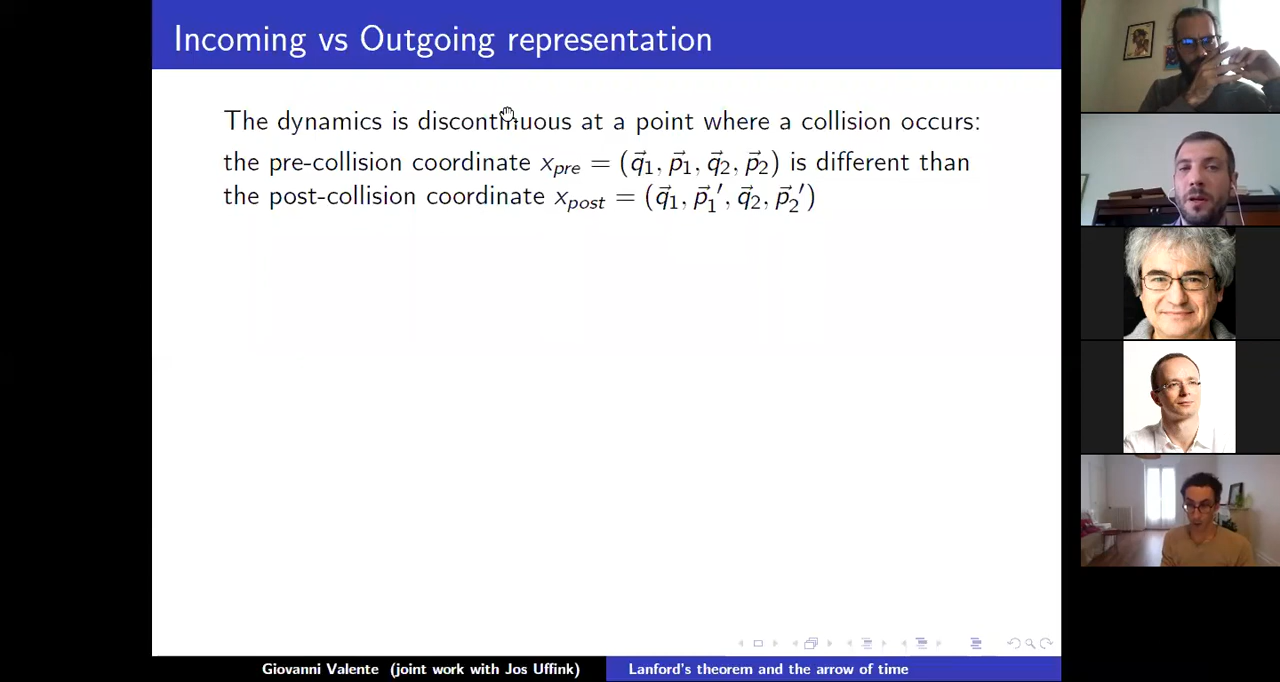 Incoming vs Outgoing representation
The dynamics is discontinuous at a point where a collision occurs:
the pre-collision coordinate x_pre = (q⃗1, p⃗1, q⃗2, p⃗2) is different than
the post-collision coordinate x_post = (q⃗1, p⃗1′, q⃗2, p⃗2′)
Giovanni Valente (joint work with Jos Uffink) Lanford's theorem and the arrow of time